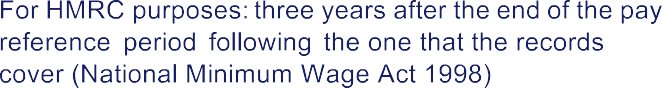 For HMRC purposes: three years after the end of the pay
reference period following the one that the records
cover (National Minimum Wage Act 1998)